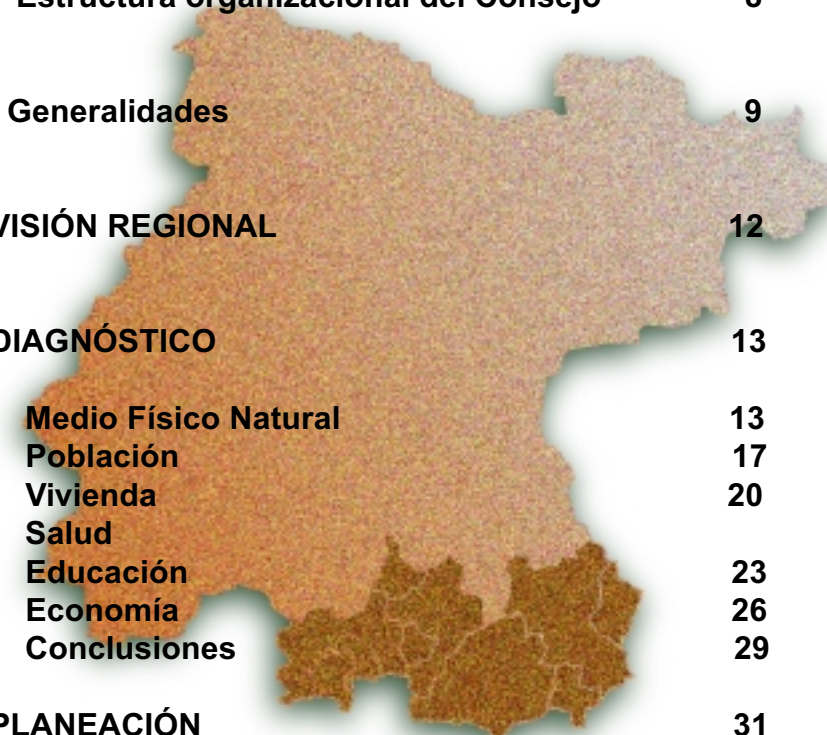 Estructura organizacional del Consejo 8
Generalidades 9
VISIÓN REGIONAL 12
DIAGNÓSTICO 13
Medio Físico Natural 13
Población 17
Vivienda 20
Salud
Educación 23
Economía 26
Conclusiones 29
PLANEACIÓN 31